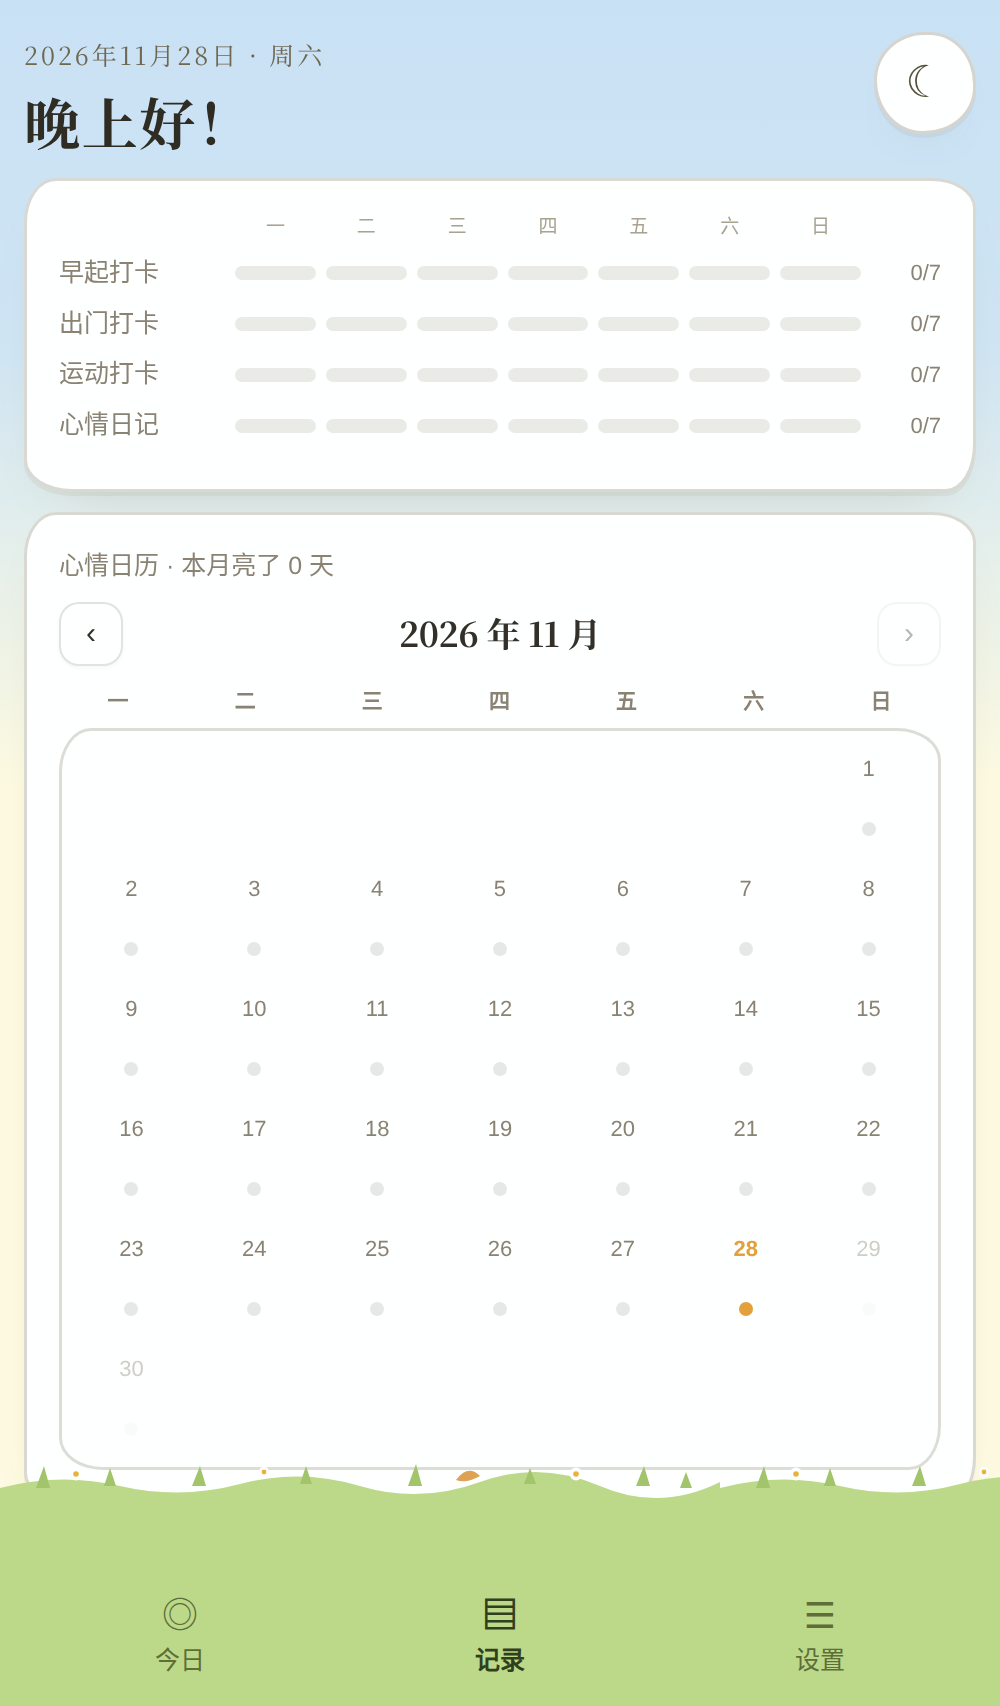 2026年11月28日 · 周六
晚上好!
一 二 三 四 五 六 日
早起打卡 0/7
出门打卡 0/7
运动打卡 0/7
心情日记 0/7
心情日历 · 本月亮了 0 天
‹ 2026 年 11 月 ›
一 二 三 四 五 六 日
1
2 3 4 5 6 7 8
9 10 11 12 13 14 15
16 17 18 19 20 21 22
23 24 25 26 27 28 29
30
今日 记录 设置